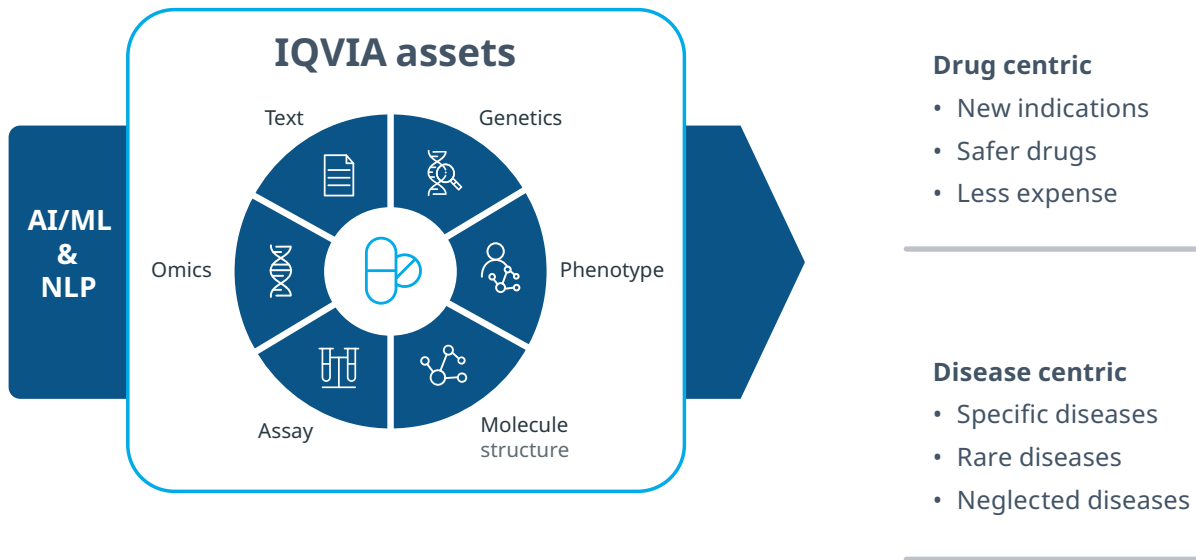 IQVIA assets
Text
Genetics
AI/ML
&
NLP
Omics
Phenotype
Assay
Molecule
structure
Drug centric
• New indications
• Safer drugs
• Less expense
Disease centric
• Specific diseases
• Rare diseases
• Neglected diseases